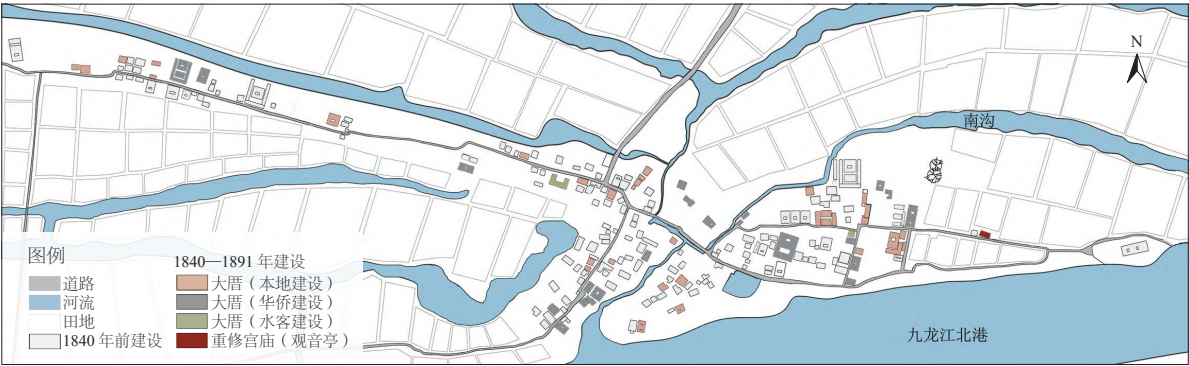 N
南沟
九龙江北港
图例
道路
河流
田地
1840 年前建设
1840—1891 年建设
大厝（本地建设）
大厝（华侨建设）
大厝（水客建设）
重修宫庙（观音亭）